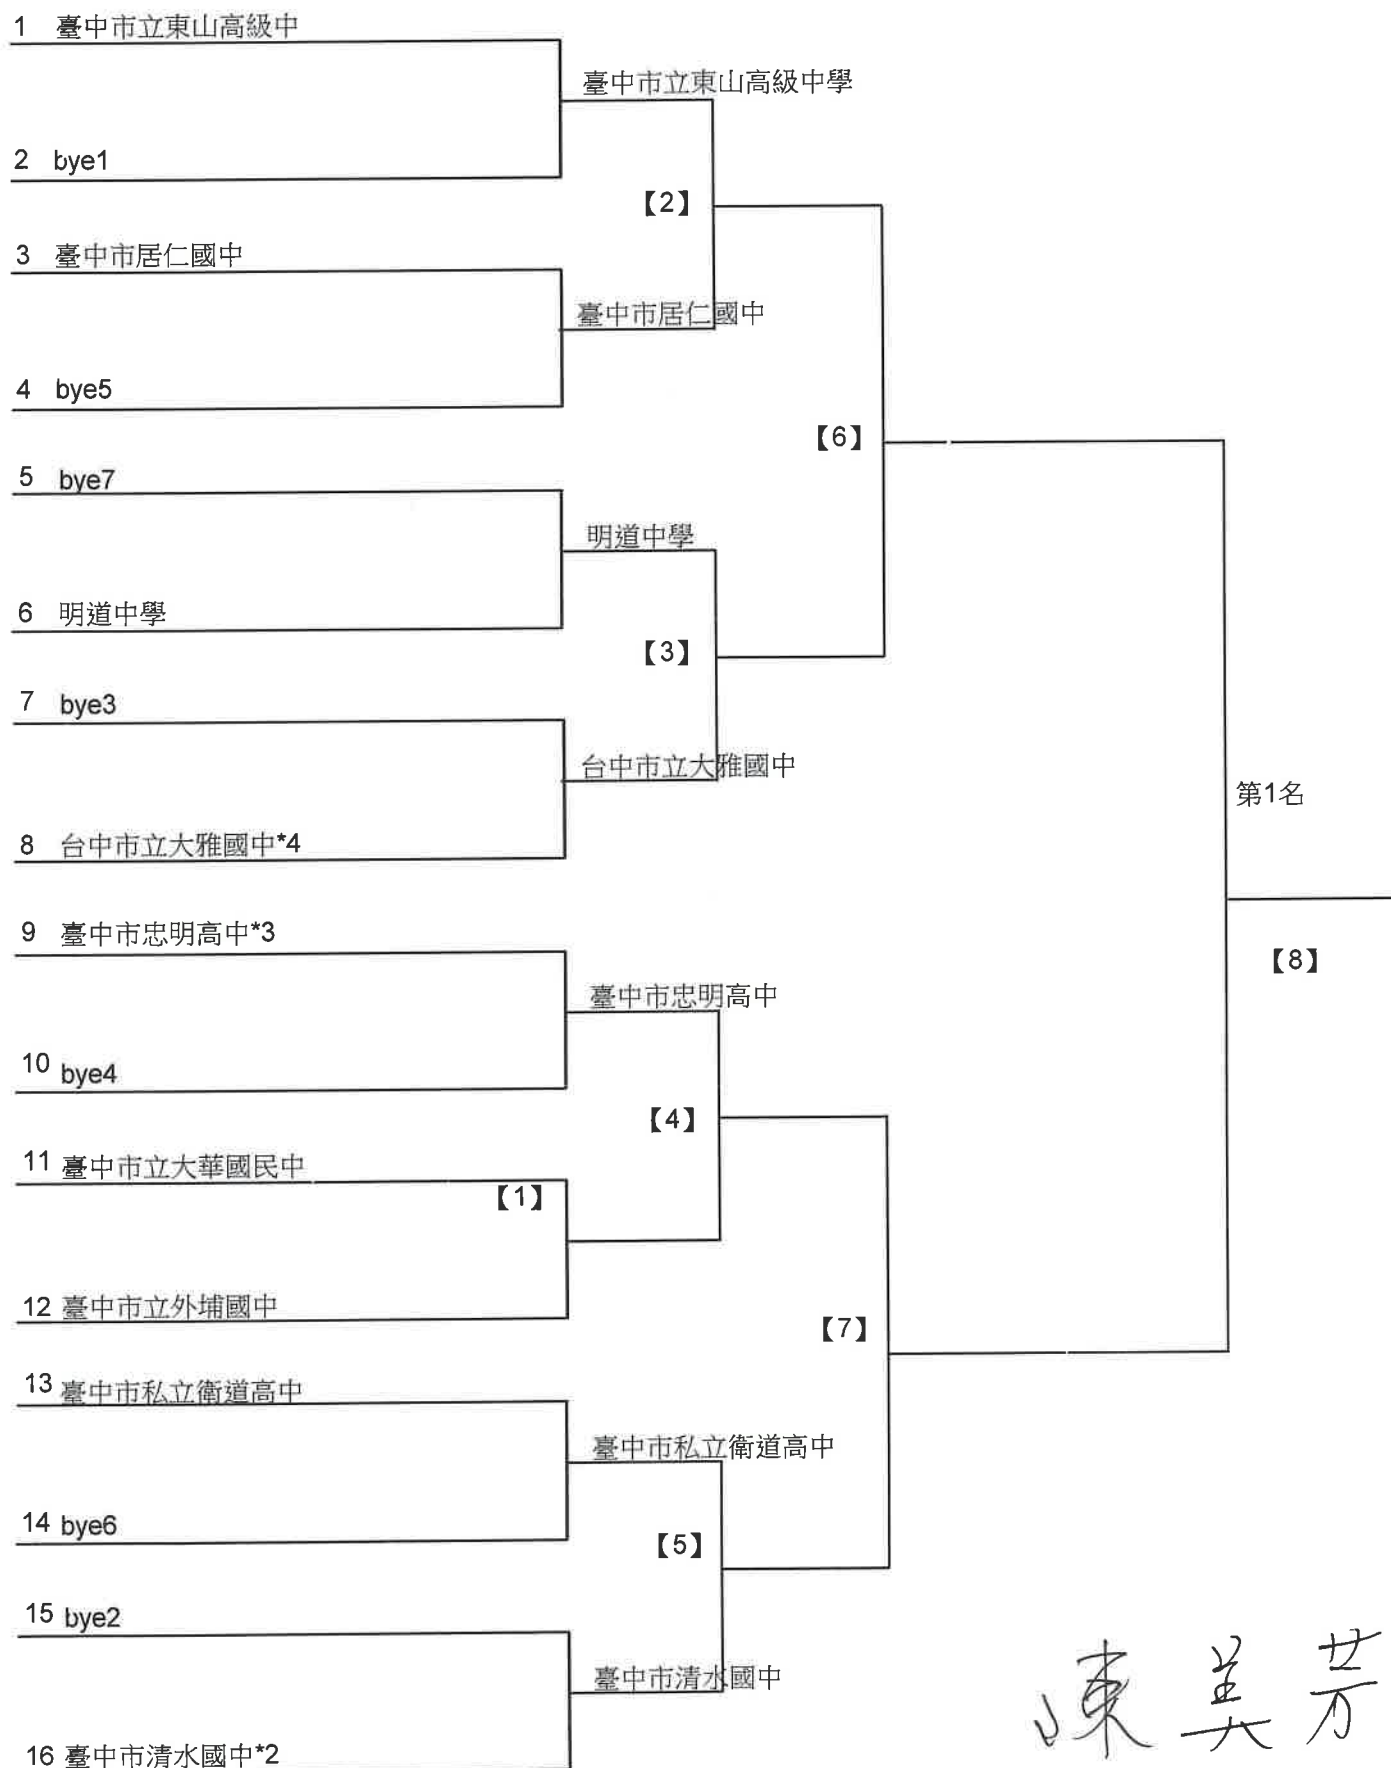 1 臺中市立東山高級中
臺中市立東山高級中學
2 bye1
【2】
3 臺中市居仁國中
臺中市居仁國中
4 bye5
【6】
5 bye7
明道中學
6 明道中學
【3】
7 bye3
台中市立大雅國中
第1名
8 台中市立大雅國中*4
9 臺中市忠明高中*3
【8】
臺中市忠明高中
10 bye4
【4】
11 臺中市立大華國民中
【1】
12 臺中市立外埔國中
【7】
13 臺中市私立衛道高中
臺中市私立衛道高中
14 bye6
【5】
15 bye2
臺中市清水國中
陳美芳
16 臺中市清水國中*2